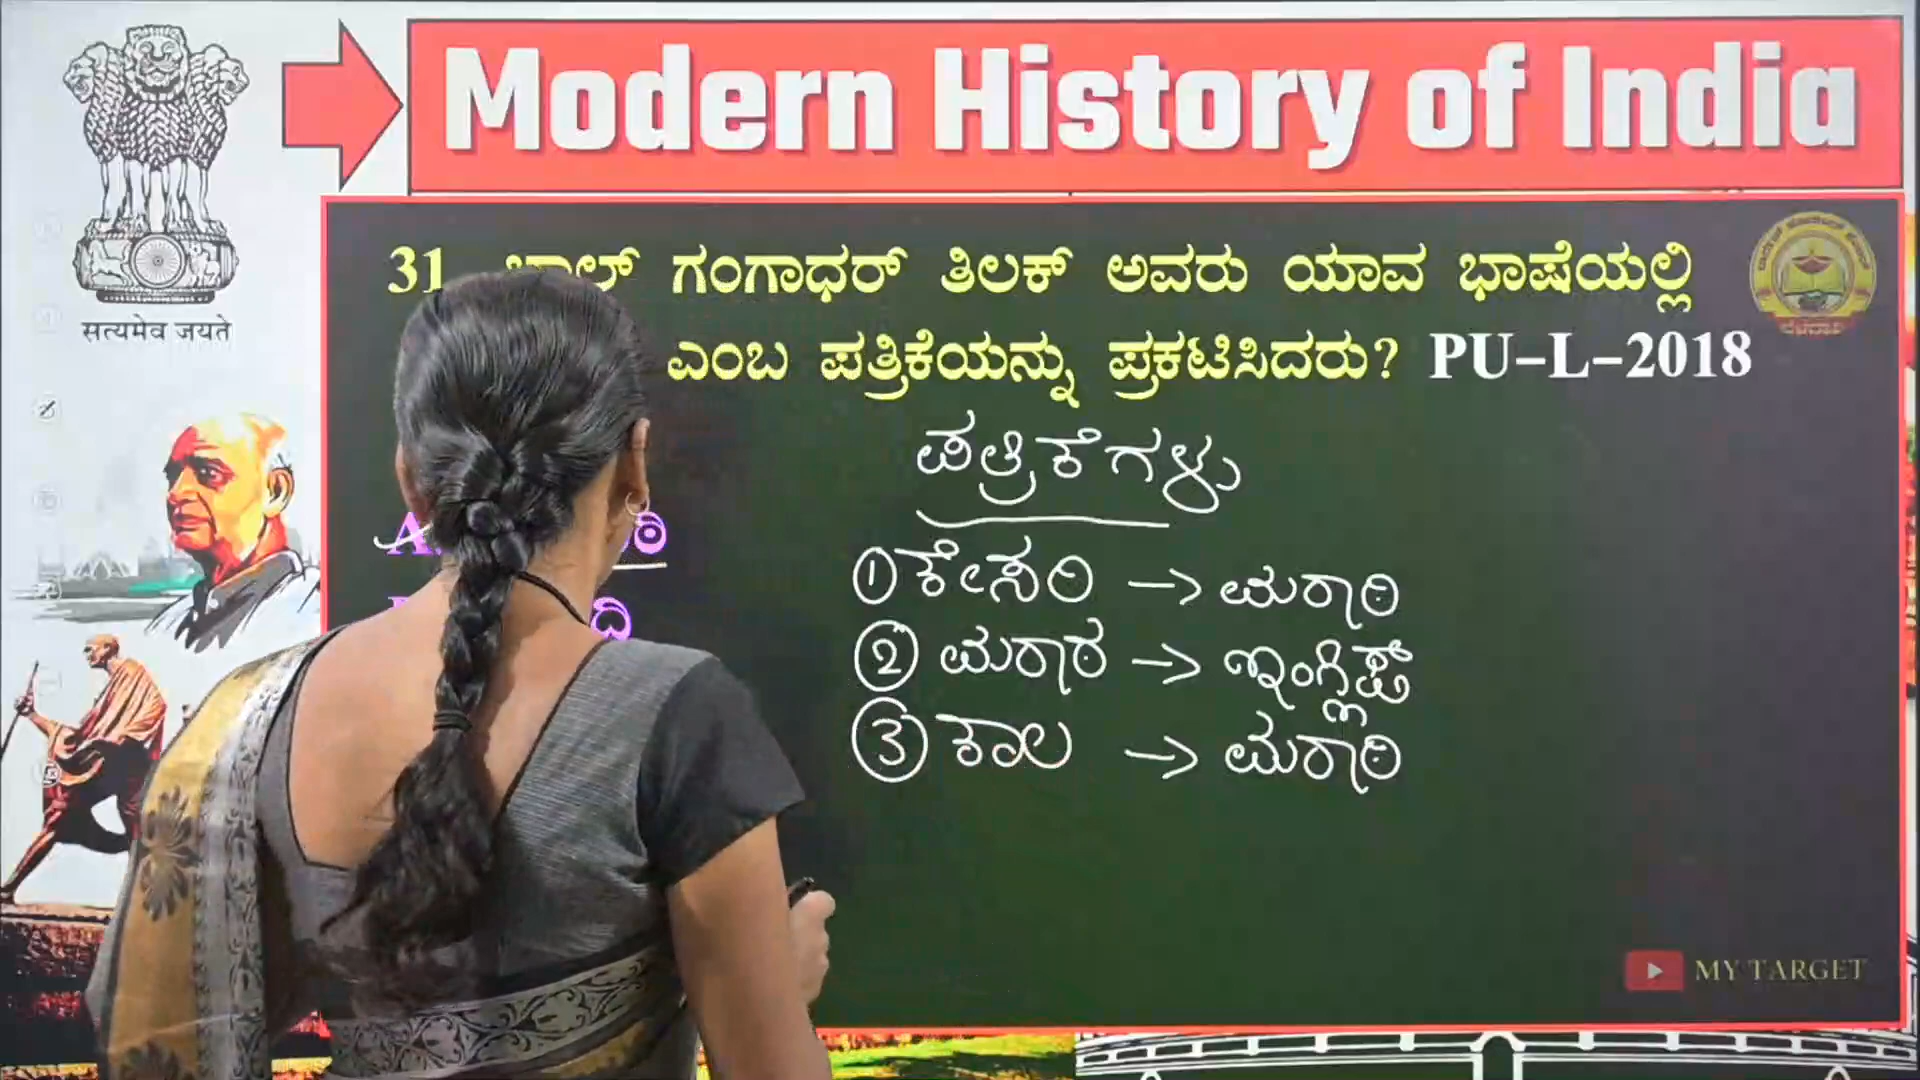 Modern History of India
सत्यमेव जयते
31 ಬಾಲ್ ಗಂಗಾಧರ್ ತಿಲಕ್ ಅವರು ಯಾವ ಭಾಷೆಯಲ್ಲಿ
ಎಂಬ ಪತ್ರಿಕೆಯನ್ನು ಪ್ರಕಟಿಸಿದರು? PU-L-2018
ಪತ್ರಿಕೆಗಳು
① ಕೇಸರಿ → ಮರಾಠಿ
② ಮರಾಠ → ಇಂಗ್ಲಿಷ್
③ ಕಾಲ → ಮರಾಠಿ
A.
MY TARGET